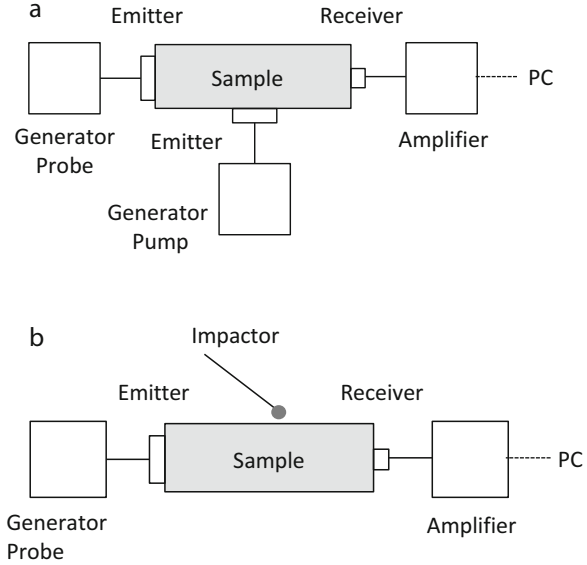 a
Emitter
Receiver
Sample
PC
Generator
Probe
Emitter
Amplifier
Generator
Pump
b
Impactor
Emitter
Receiver
Sample
PC
Generator
Probe
Amplifier